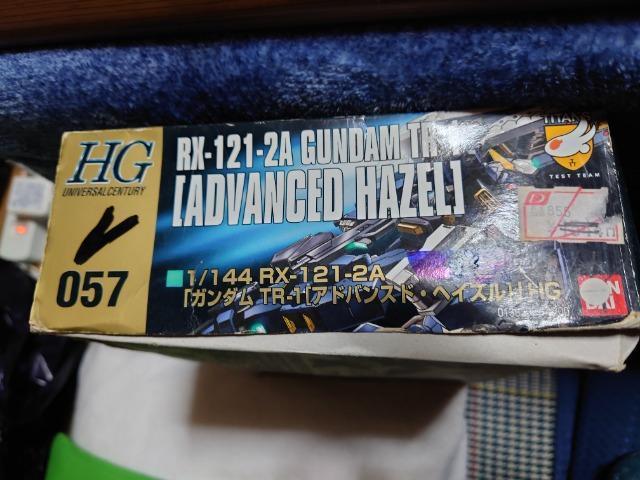 HG
UNIVERSAL CENTURY
057
RX-121-2A GUNDAM TR
[ADVANCED HAZEL]
TEST TEAM
1/144 RX-121-2A
「ガンダム TR-1[アドバンスド・ヘイズル]」HG